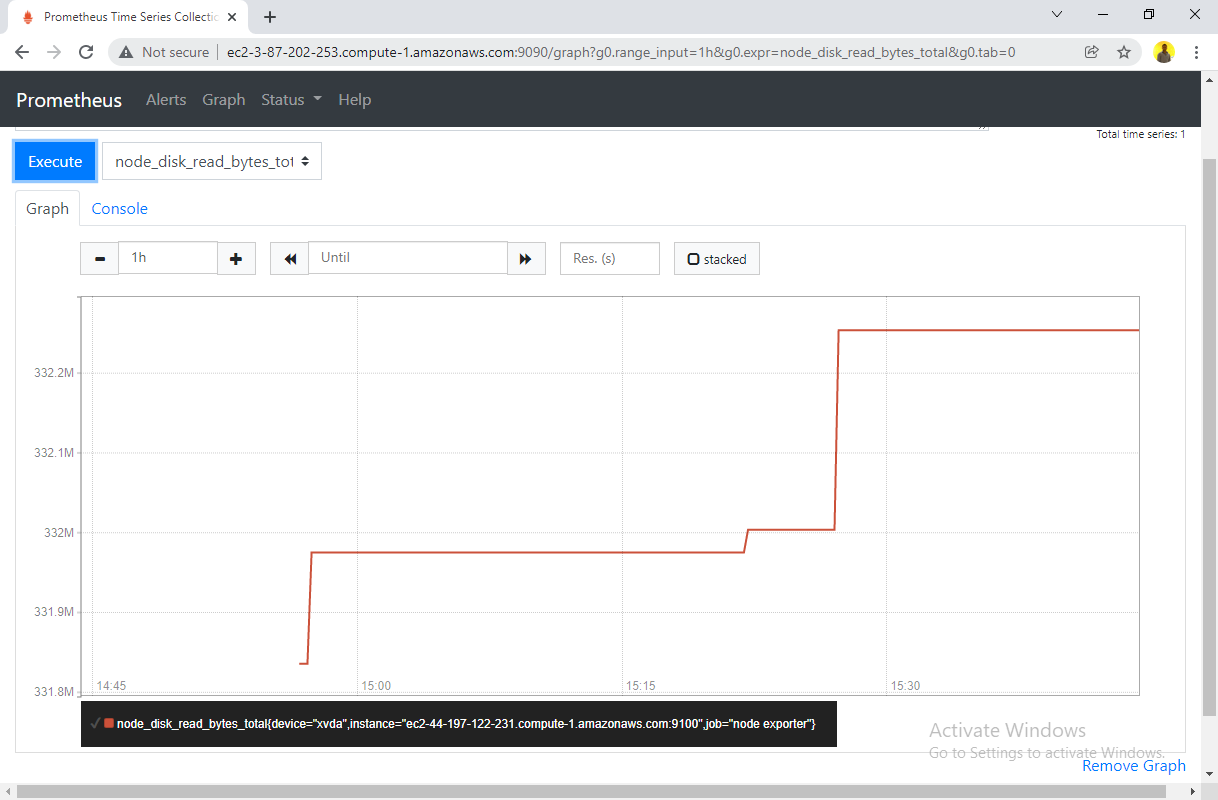 Prometheus Time Series Collectio
Not secure
ec2-3-87-202-253.compute-1.amazonaws.com:9090/graph?g0.range_input=1h&g0.expr=node_disk_read_bytes_total&g0.tab=0
Prometheus Alerts Graph Status Help
Total time series: 1
Execute node_disk_read_bytes_tot
Graph Console
1h Until Res. (s) stacked
332.2M
332.1M
332M
331.9M
331.8M
14:45 15:00 15:15 15:30
✓ node_disk_read_bytes_total{device="xvda",instance="ec2-44-197-122-231.compute-1.amazonaws.com:9100",job="node exporter"}
Activate Windows
Go to Settings to activate Windows.
Remove Graph